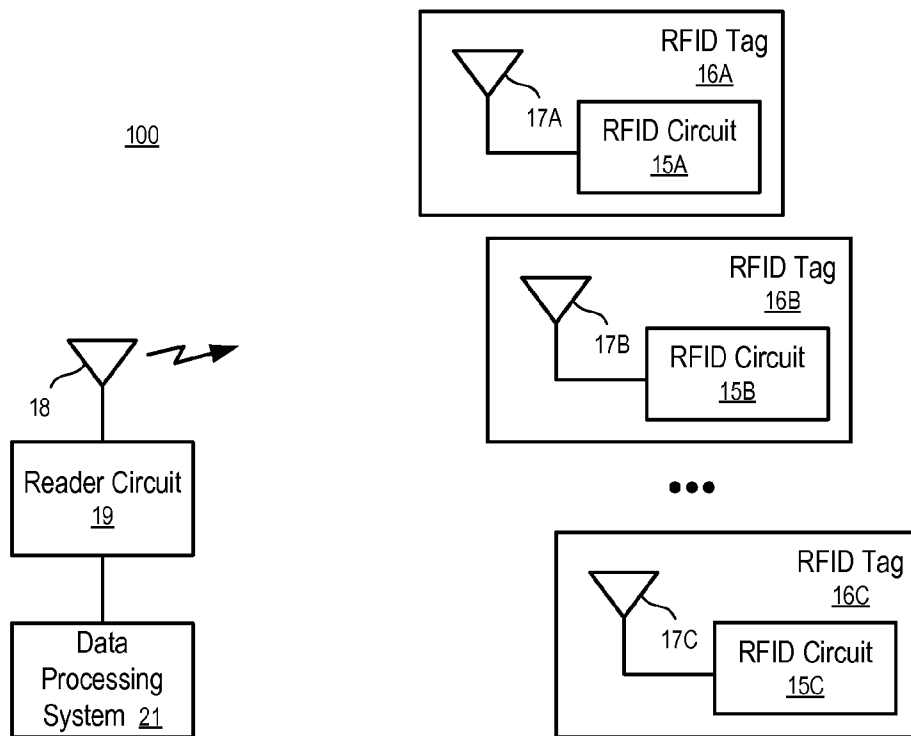 100
RFID Tag
16A
17A
RFID Circuit
15A
RFID Tag
16B
17B
RFID Circuit
15B
18
Reader Circuit
19
RFID Tag
16C
17C
RFID Circuit
15C
Data
Processing
System 21